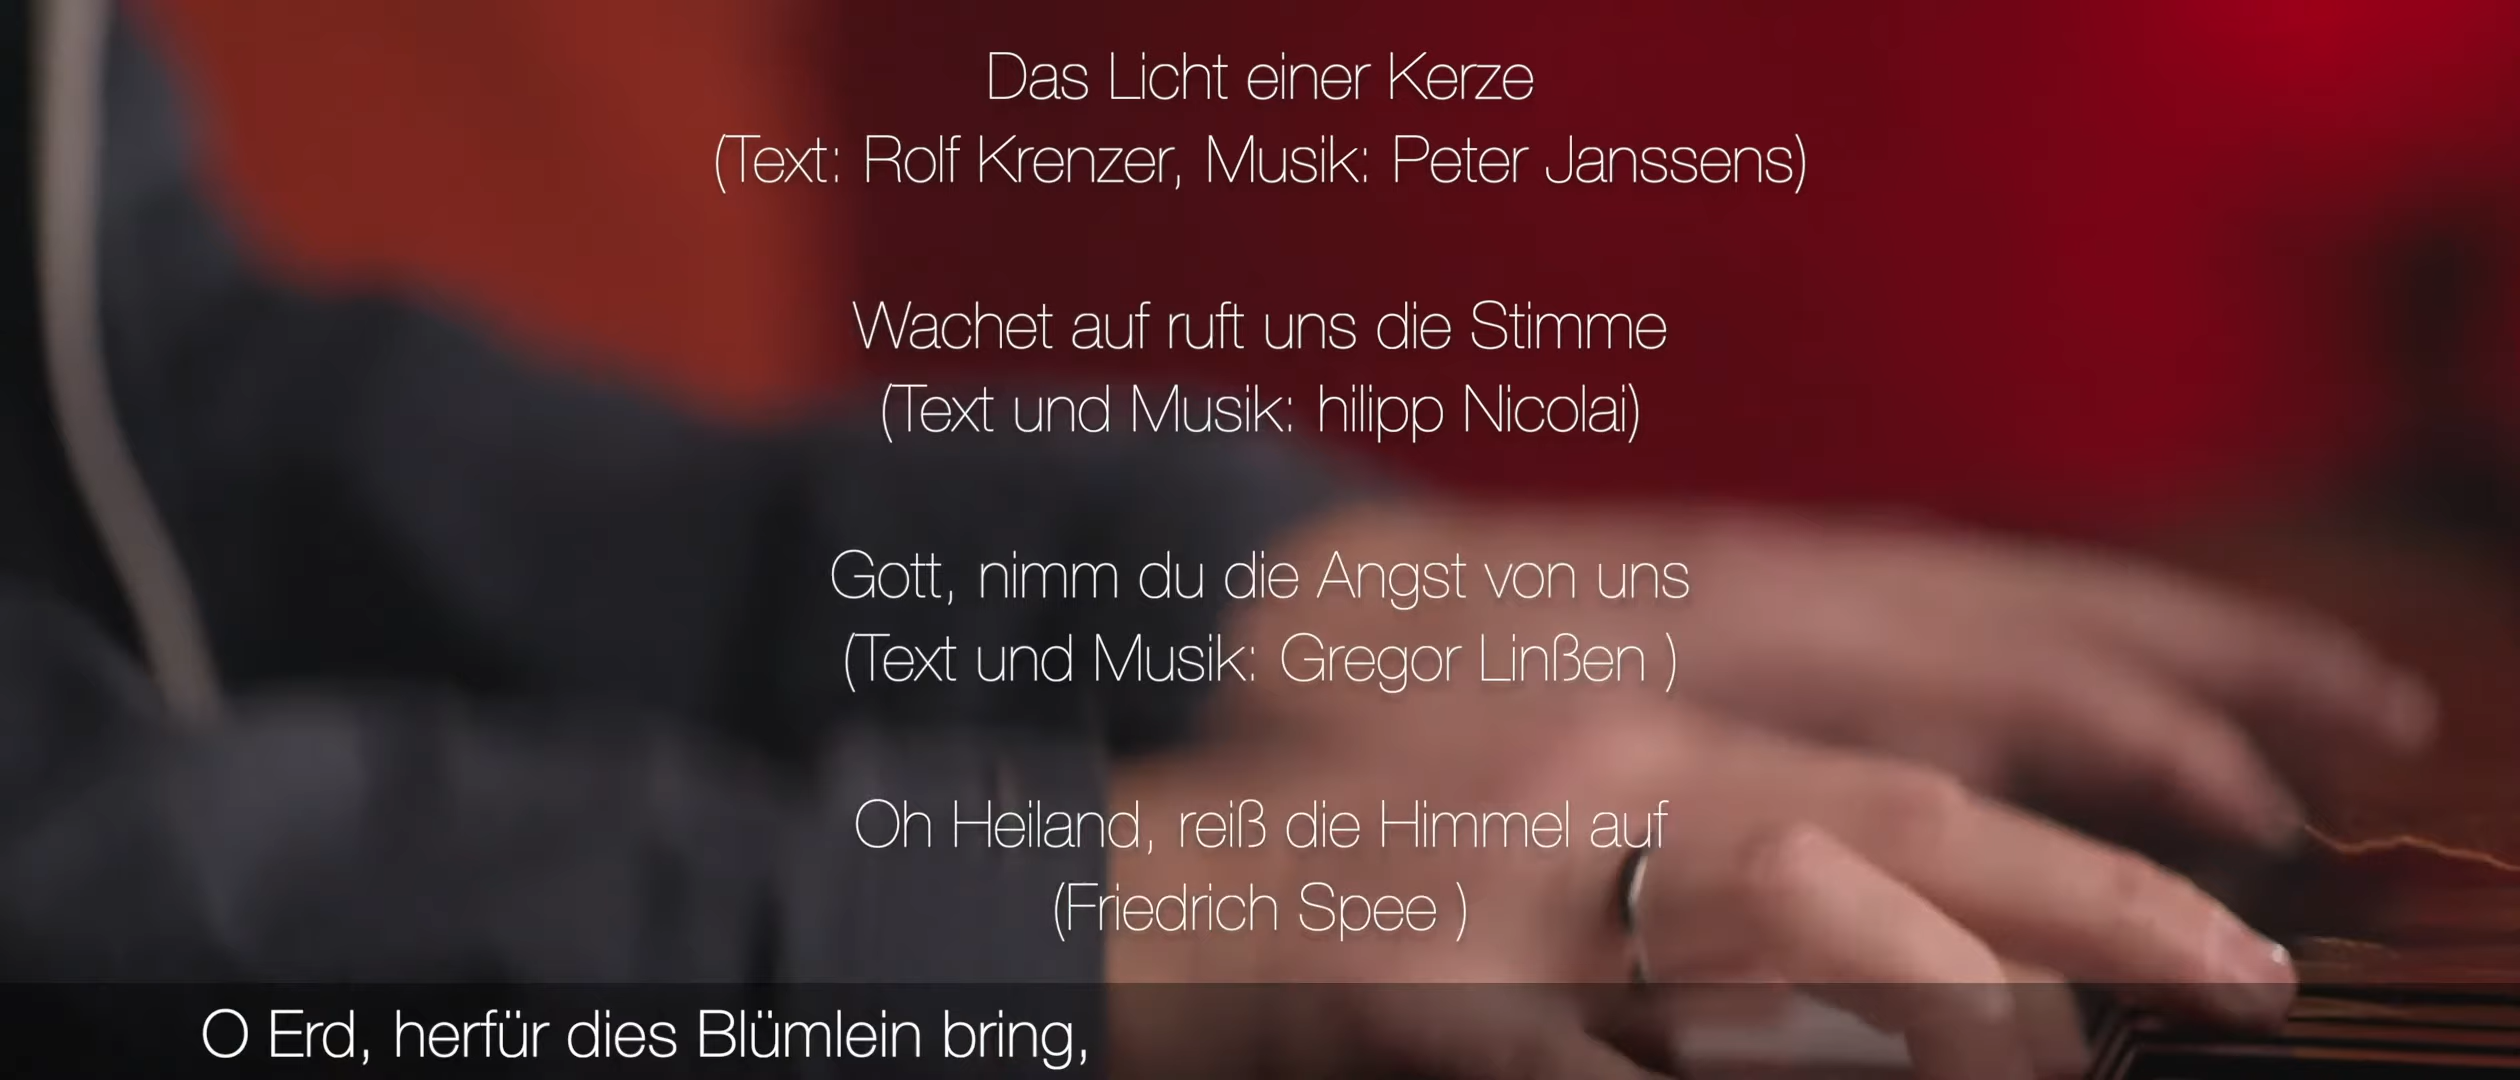 Das Licht einer Kerze
(Text: Rolf Krenzer, Musik: Peter Janssens)
Wachet auf ruft uns die Stimme
(Text und Musik: hilipp Nicolai)
Gott, nimm du die Angst von uns
(Text und Musik: Gregor Linßen )
Oh Heiland, reiß die Himmel auf
(Friedrich Spee )
O Erd, herfür dies Blümlein bring,